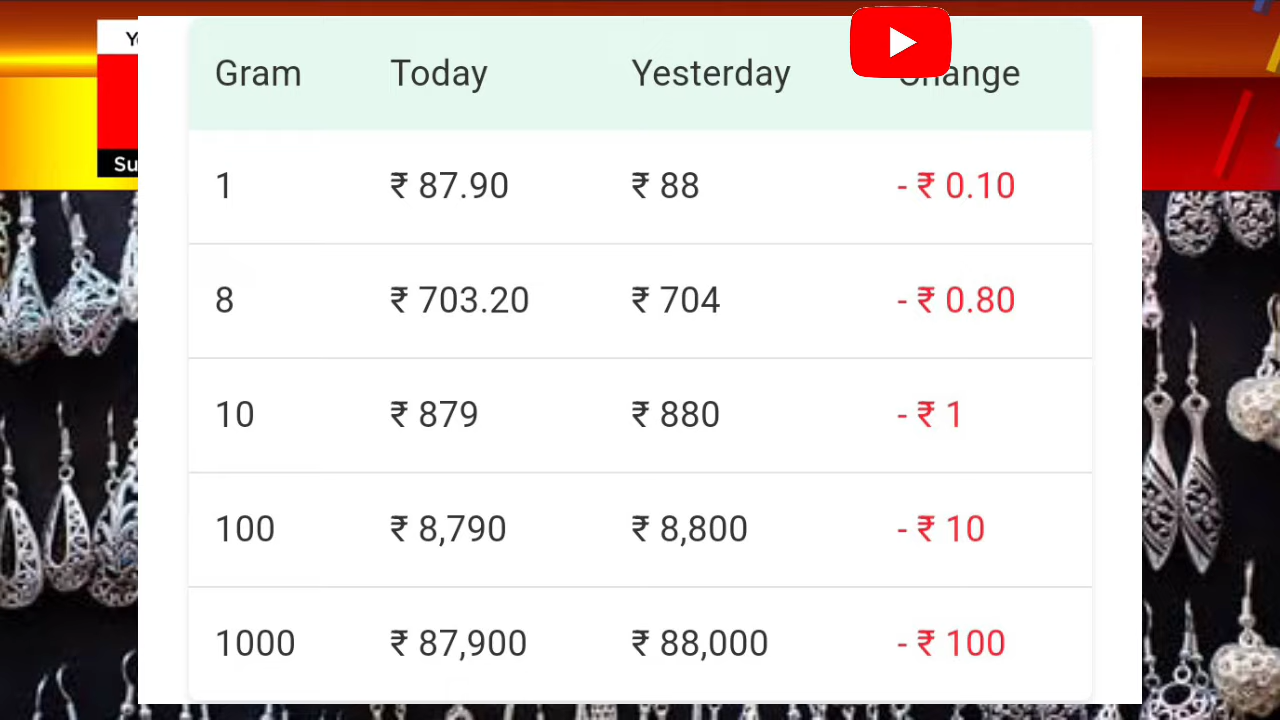 Gram Today Yesterday Change
1 ₹ 87.90 ₹ 88 - ₹ 0.10
8 ₹ 703.20 ₹ 704 - ₹ 0.80
10 ₹ 879 ₹ 880 - ₹ 1
100 ₹ 8,790 ₹ 8,800 - ₹ 10
1000 ₹ 87,900 ₹ 88,000 - ₹ 100